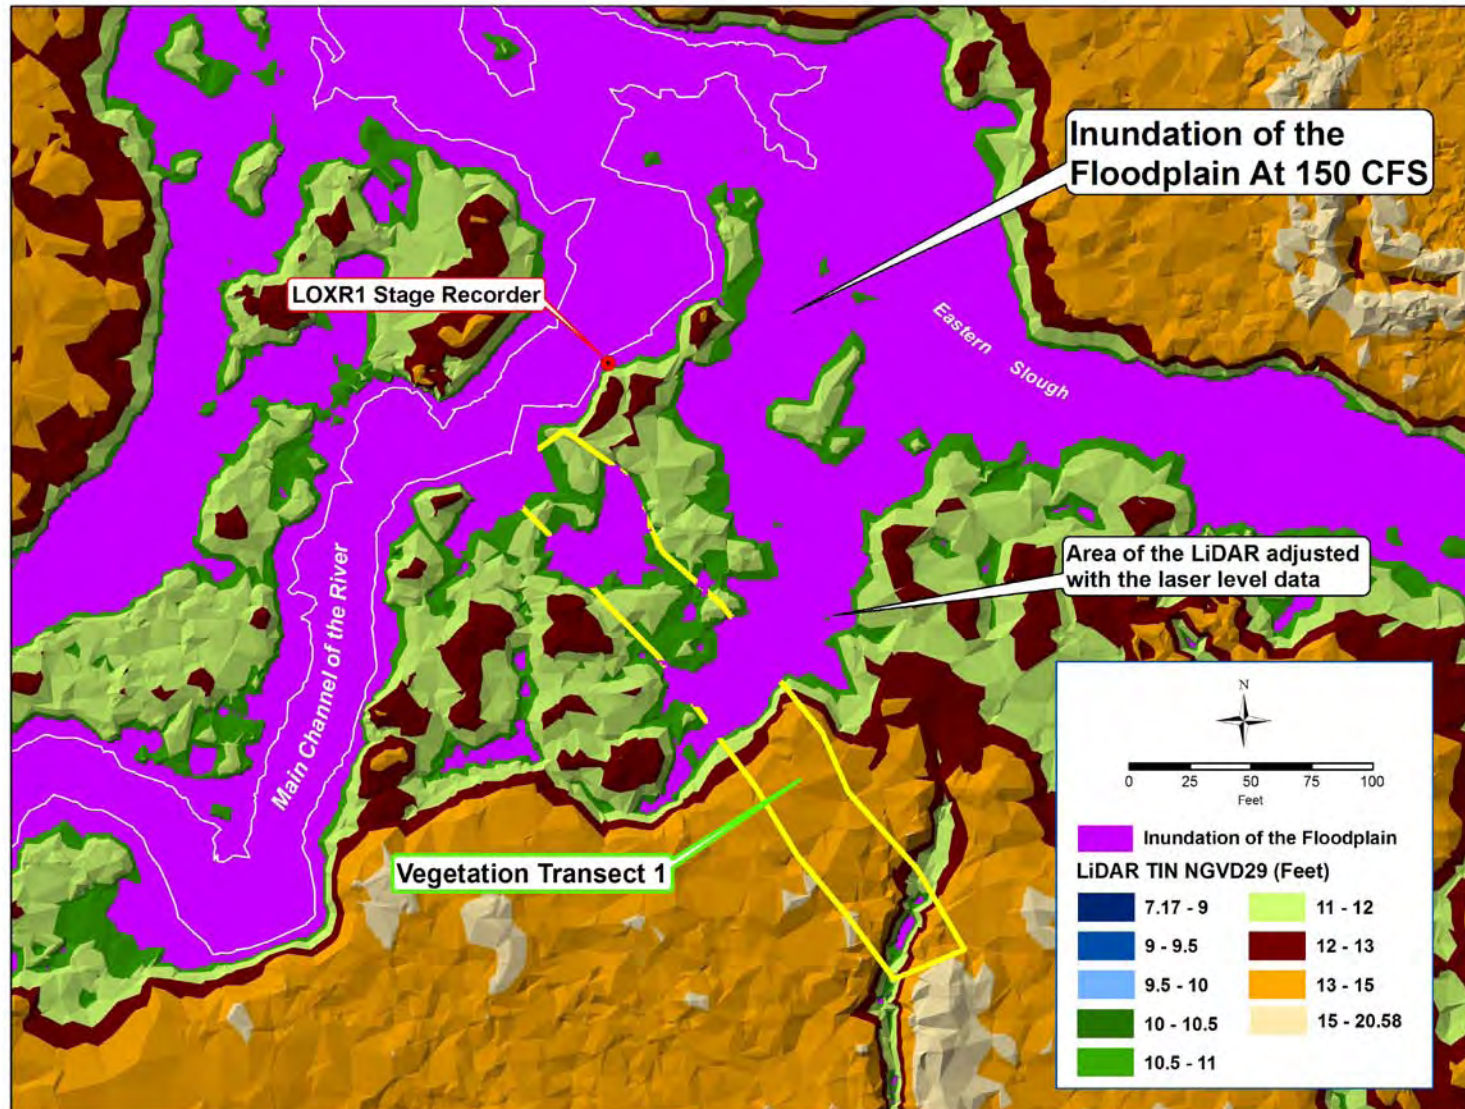 Inundation of the
Floodplain At 150 CFS
LOXR1 Stage Recorder
Eastern Slough
Area of the LiDAR adjusted
with the laser level data
Main Channel of the River
Vegetation Transect 1
N
0 25 50 75 100
Feet
Inundation of the Floodplain
LiDAR TIN NGVD29 (Feet)
7.17 - 9
9 - 9.5
9.5 - 10
10 - 10.5
10.5 - 11
11 - 12
12 - 13
13 - 15
15 - 20.58